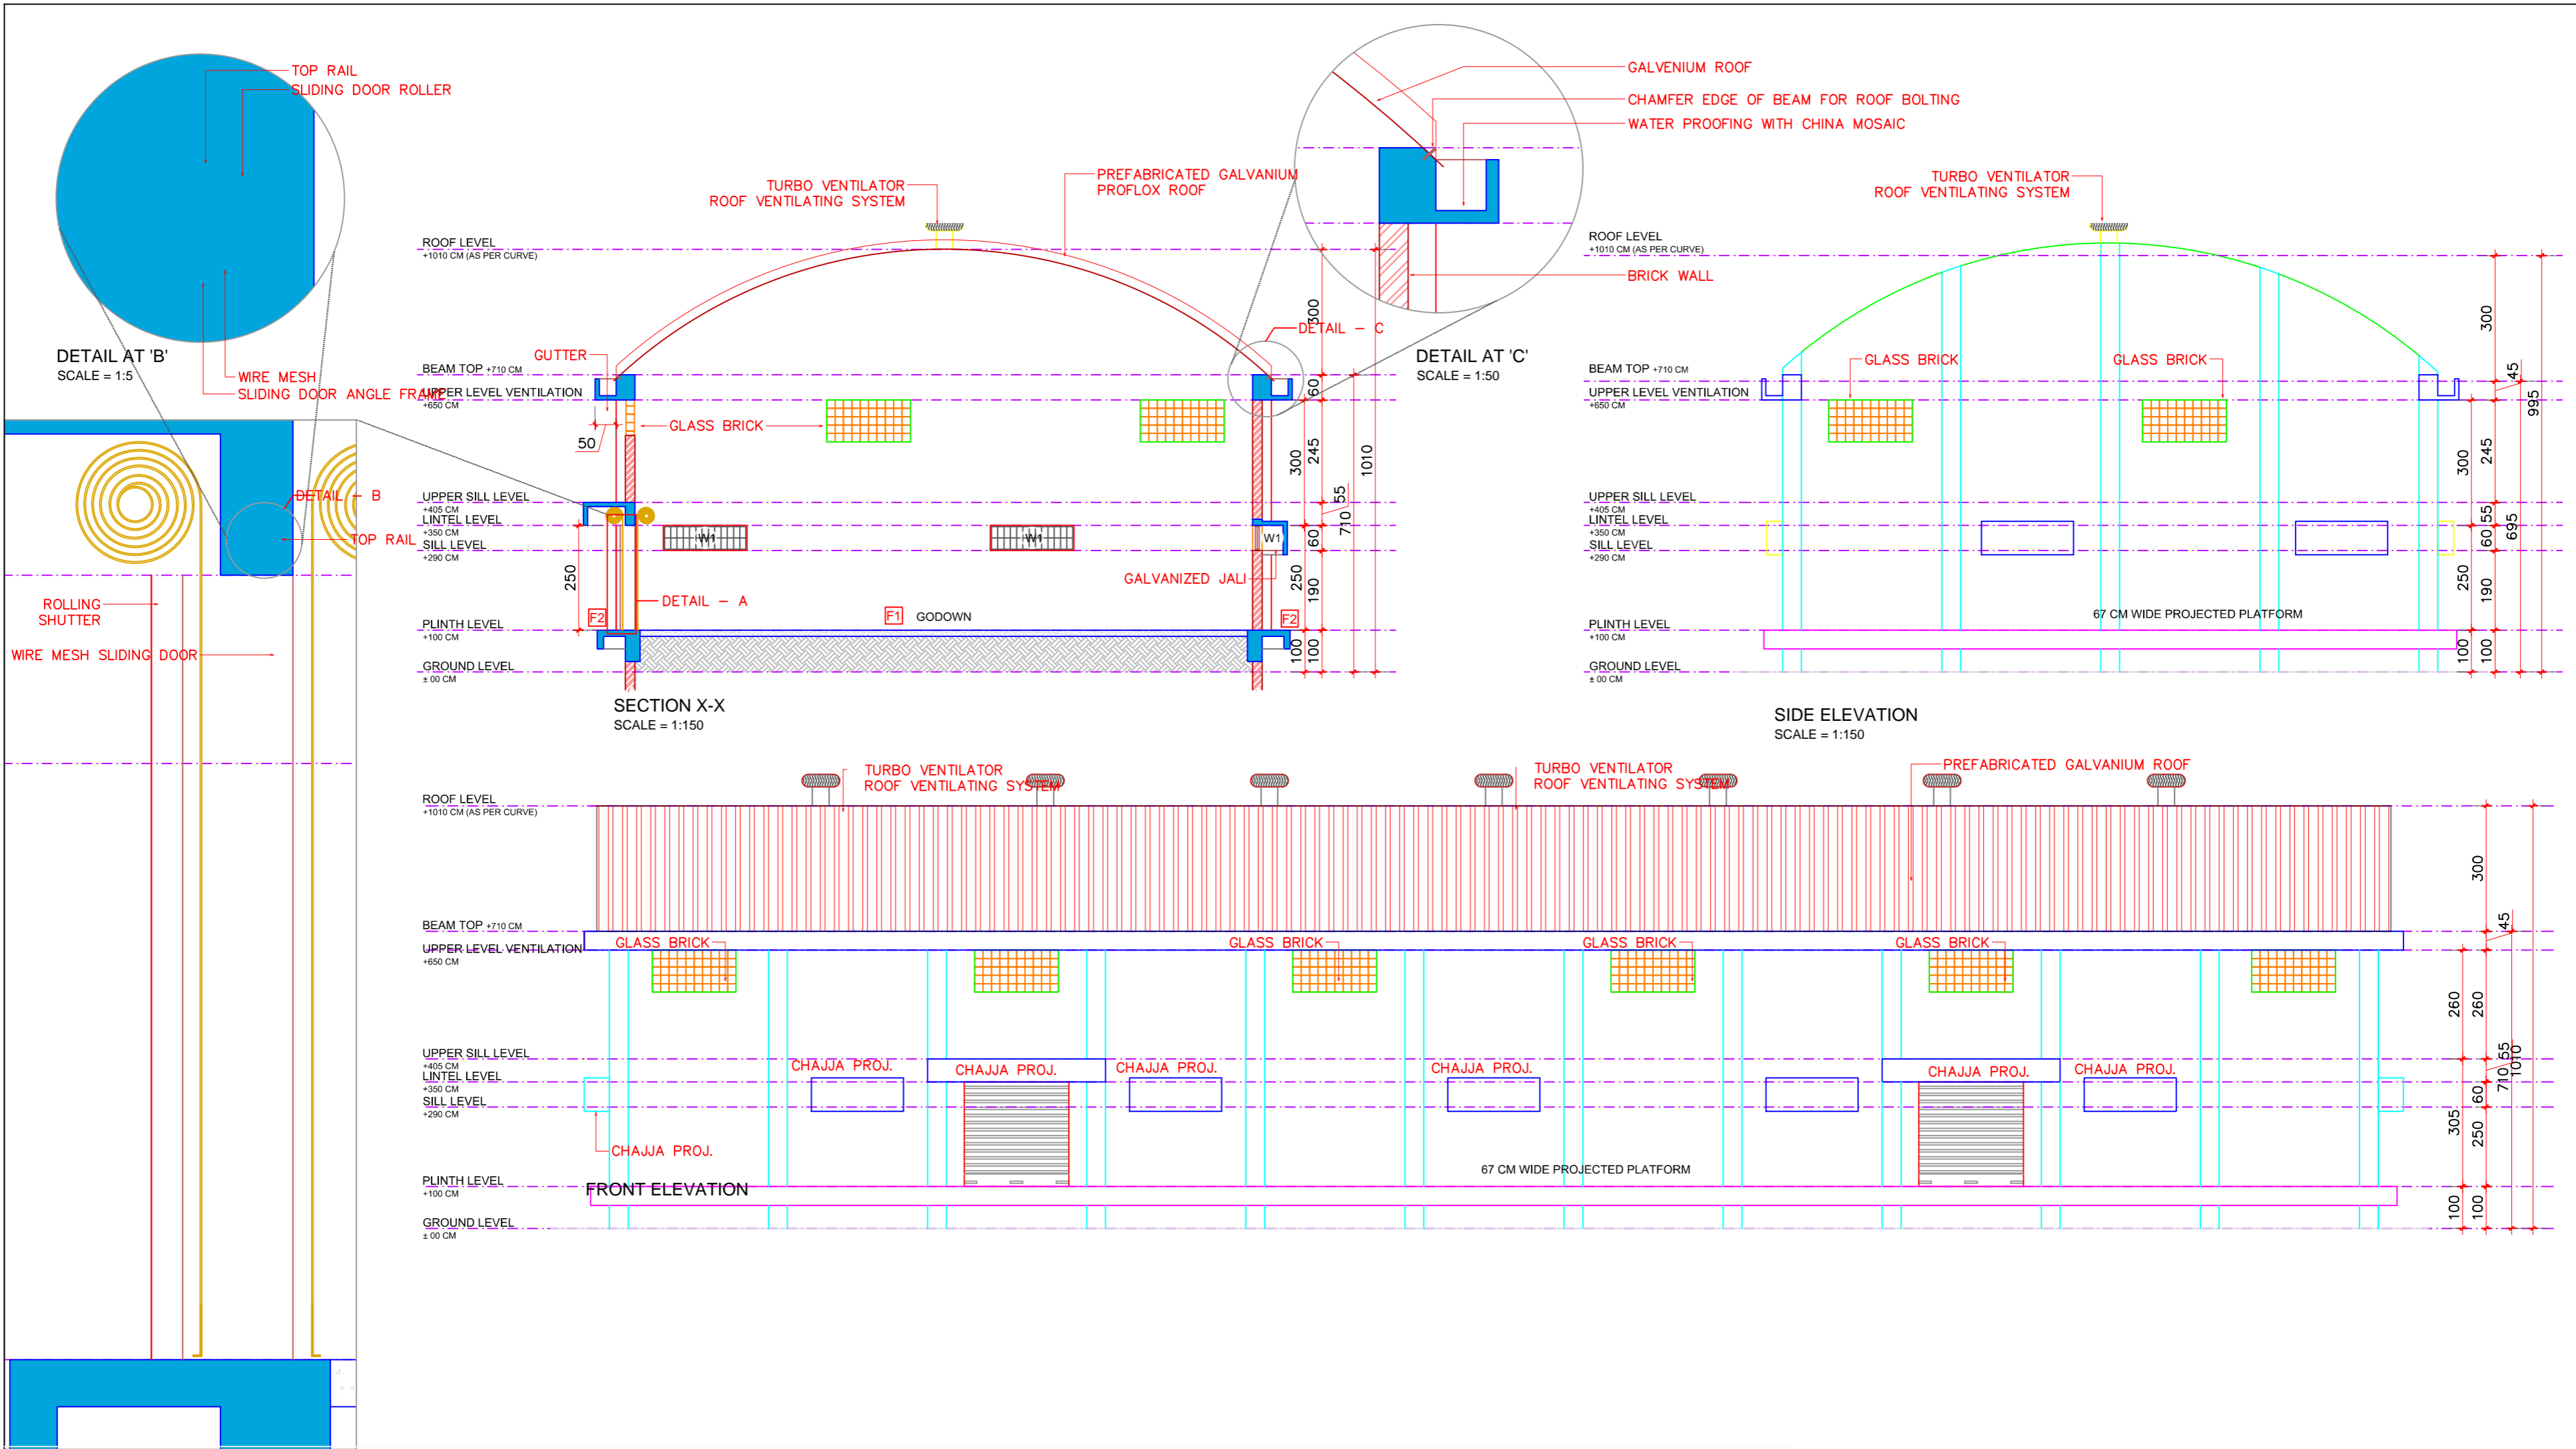 TOP RAIL
SLIDING DOOR ROLLER
DETAIL AT 'B'
SCALE = 1:5
WIRE MESH
SLIDING DOOR ANGLE FRAME
DETAIL - B
TOP RAIL
ROLLING
SHUTTER
WIRE MESH SLIDING DOOR
TURBO VENTILATOR
ROOF VENTILATING SYSTEM
PREFABRICATED GALVANIUM
PROFLOX ROOF
ROOF LEVEL
+1010 CM (AS PER CURVE)
GUTTER
BEAM TOP +710 CM
UPPER LEVEL VENTILATION
+650 CM
50
GLASS BRICK
UPPER SILL LEVEL
+405 CM
LINTEL LEVEL
+350 CM
SILL LEVEL
+290 CM
W1
W1
W1
250
GALVANIZED JALI
DETAIL - A
F2
F1
GODOWN
F2
PLINTH LEVEL
+100 CM
GROUND LEVEL
± 00 CM
DETAIL - C
300
60
300
245
1010
55
710
60
250
190
100
100
SECTION X-X
SCALE = 1:150
GALVENIUM ROOF
CHAMFER EDGE OF BEAM FOR ROOF BOLTING
WATER PROOFING WITH CHINA MOSAIC
BRICK WALL
DETAIL AT 'C'
SCALE = 1:50
TURBO VENTILATOR
ROOF VENTILATING SYSTEM
ROOF LEVEL
+1010 CM (AS PER CURVE)
GLASS BRICK
GLASS BRICK
BEAM TOP +710 CM
UPPER LEVEL VENTILATION
+650 CM
UPPER SILL LEVEL
+405 CM
LINTEL LEVEL
+350 CM
SILL LEVEL
+290 CM
67 CM WIDE PROJECTED PLATFORM
PLINTH LEVEL
+100 CM
GROUND LEVEL
± 00 CM
300
45
995
300
245
55
695
60
250
190
100
100
SIDE ELEVATION
SCALE = 1:150
TURBO VENTILATOR
ROOF VENTILATING SYSTEM
TURBO VENTILATOR
ROOF VENTILATING SYSTEM
PREFABRICATED GALVANIUM ROOF
ROOF LEVEL
+1010 CM (AS PER CURVE)
BEAM TOP +710 CM
UPPER LEVEL VENTILATION
+650 CM
GLASS BRICK
GLASS BRICK
GLASS BRICK
GLASS BRICK
UPPER SILL LEVEL
+405 CM
LINTEL LEVEL
+350 CM
SILL LEVEL
+290 CM
CHAJJA PROJ.
CHAJJA PROJ.
CHAJJA PROJ.
CHAJJA PROJ.
CHAJJA PROJ.
CHAJJA PROJ.
CHAJJA PROJ.
67 CM WIDE PROJECTED PLATFORM
PLINTH LEVEL
+100 CM
FRONT ELEVATION
GROUND LEVEL
± 00 CM
300
45
260
260
55
1010
710
60
305
250
100
100